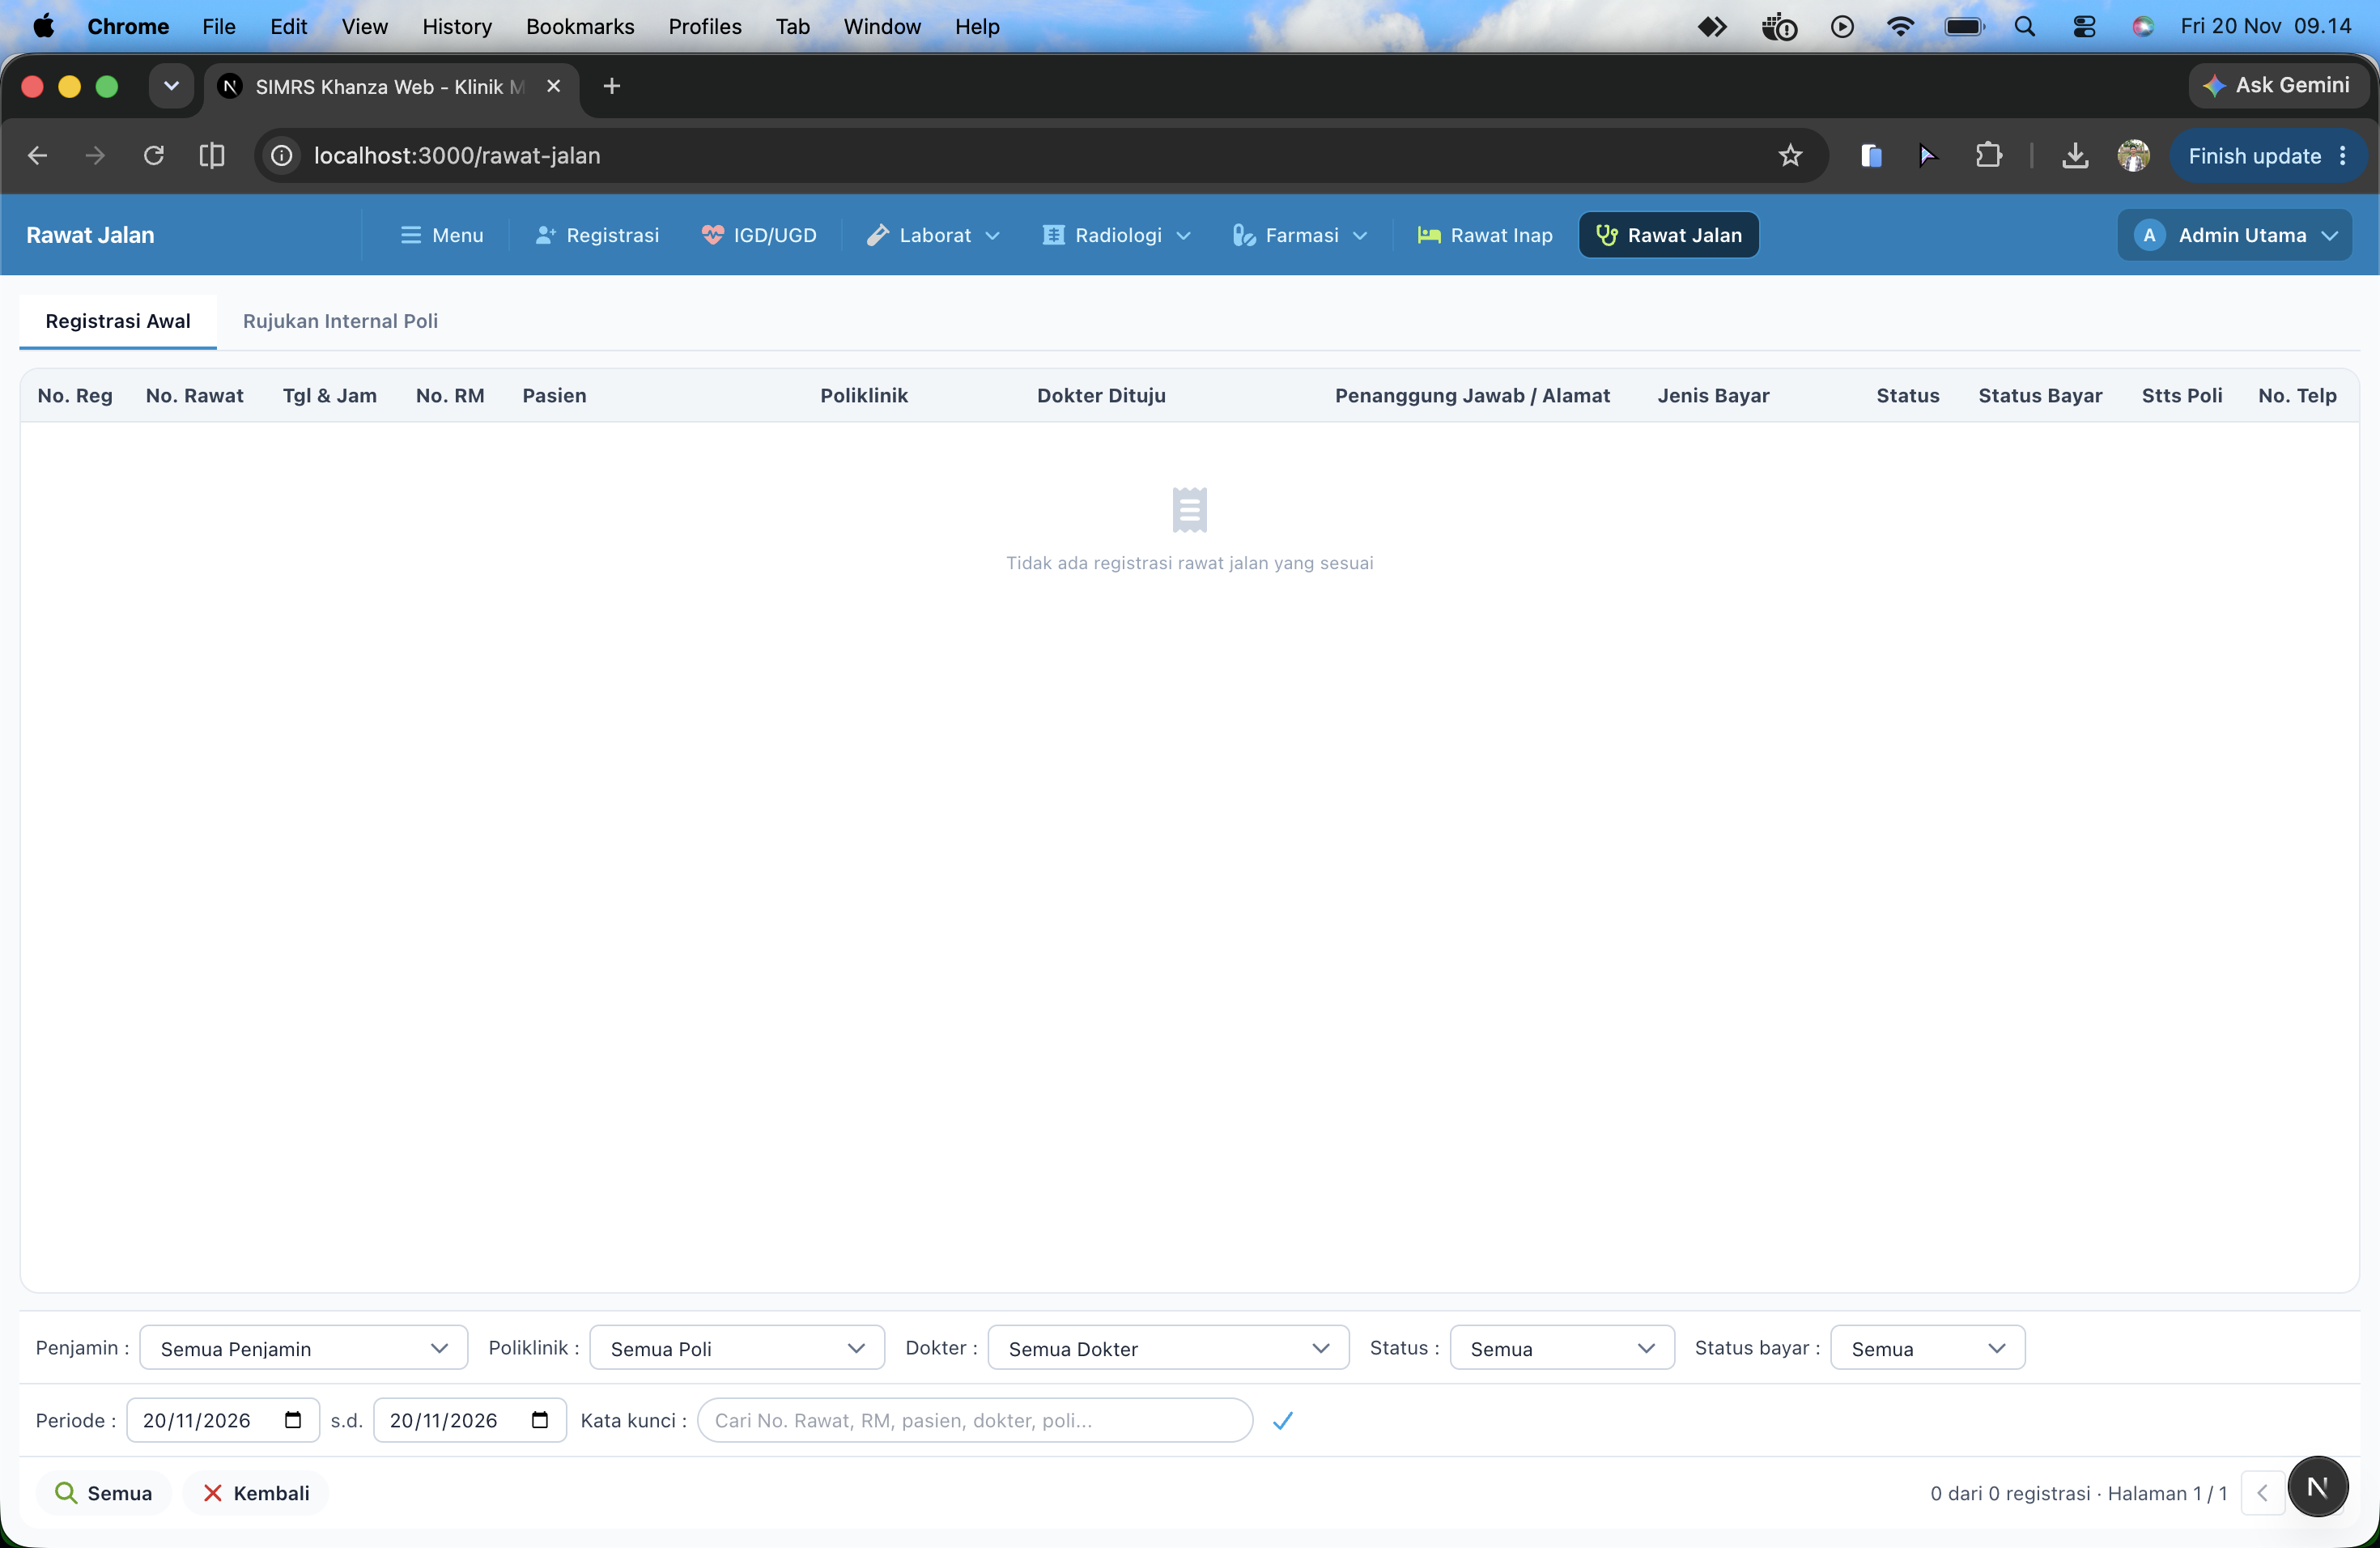 Chrome File Edit View History Bookmarks Profiles Tab Window Help Fri 20 Nov 09.14
SIMRS Khanza Web - Klinik M Ask Gemini
localhost:3000/rawat-jalan Finish update
Rawat Jalan Menu Registrasi IGD/UGD Laborat Radiologi Farmasi Rawat Inap Rawat Jalan A Admin Utama
Registrasi Awal Rujukan Internal Poli
No. Reg No. Rawat Tgl & Jam No. RM Pasien Poliklinik Dokter Dituju Penanggung Jawab / Alamat Jenis Bayar Status Status Bayar Stts Poli No. Telp
Tidak ada registrasi rawat jalan yang sesuai
Penjamin : Semua Penjamin Poliklinik : Semua Poli Dokter : Semua Dokter Status : Semua Status bayar : Semua
Periode : 20/11/2026 s.d. 20/11/2026 Kata kunci : Cari No. Rawat, RM, pasien, dokter, poli...
Semua Kembali 0 dari 0 registrasi · Halaman 1 / 1 N